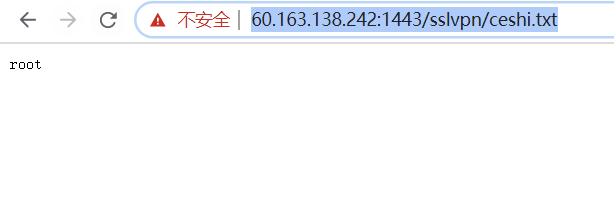 不安全 60.163.138.242:1443/sslvpn/ceshi.txt
root